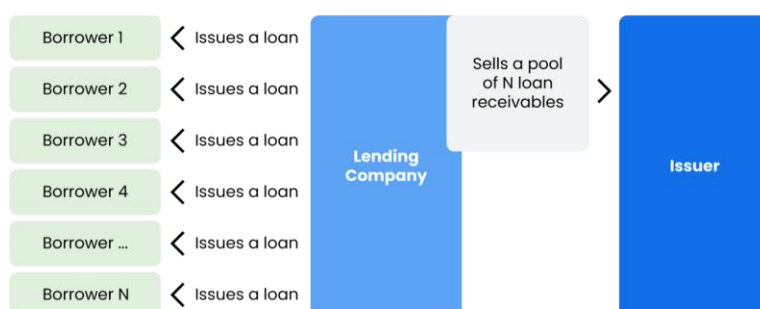 Borrower 1
Issues a loan
Borrower 2
Issues a loan
Borrower 3
Issues a loan
Borrower 4
Issues a loan
Borrower ...
Issues a loan
Borrower N
Issues a loan
Lending
Company
Sells a pool
of N loan
receivables
Issuer